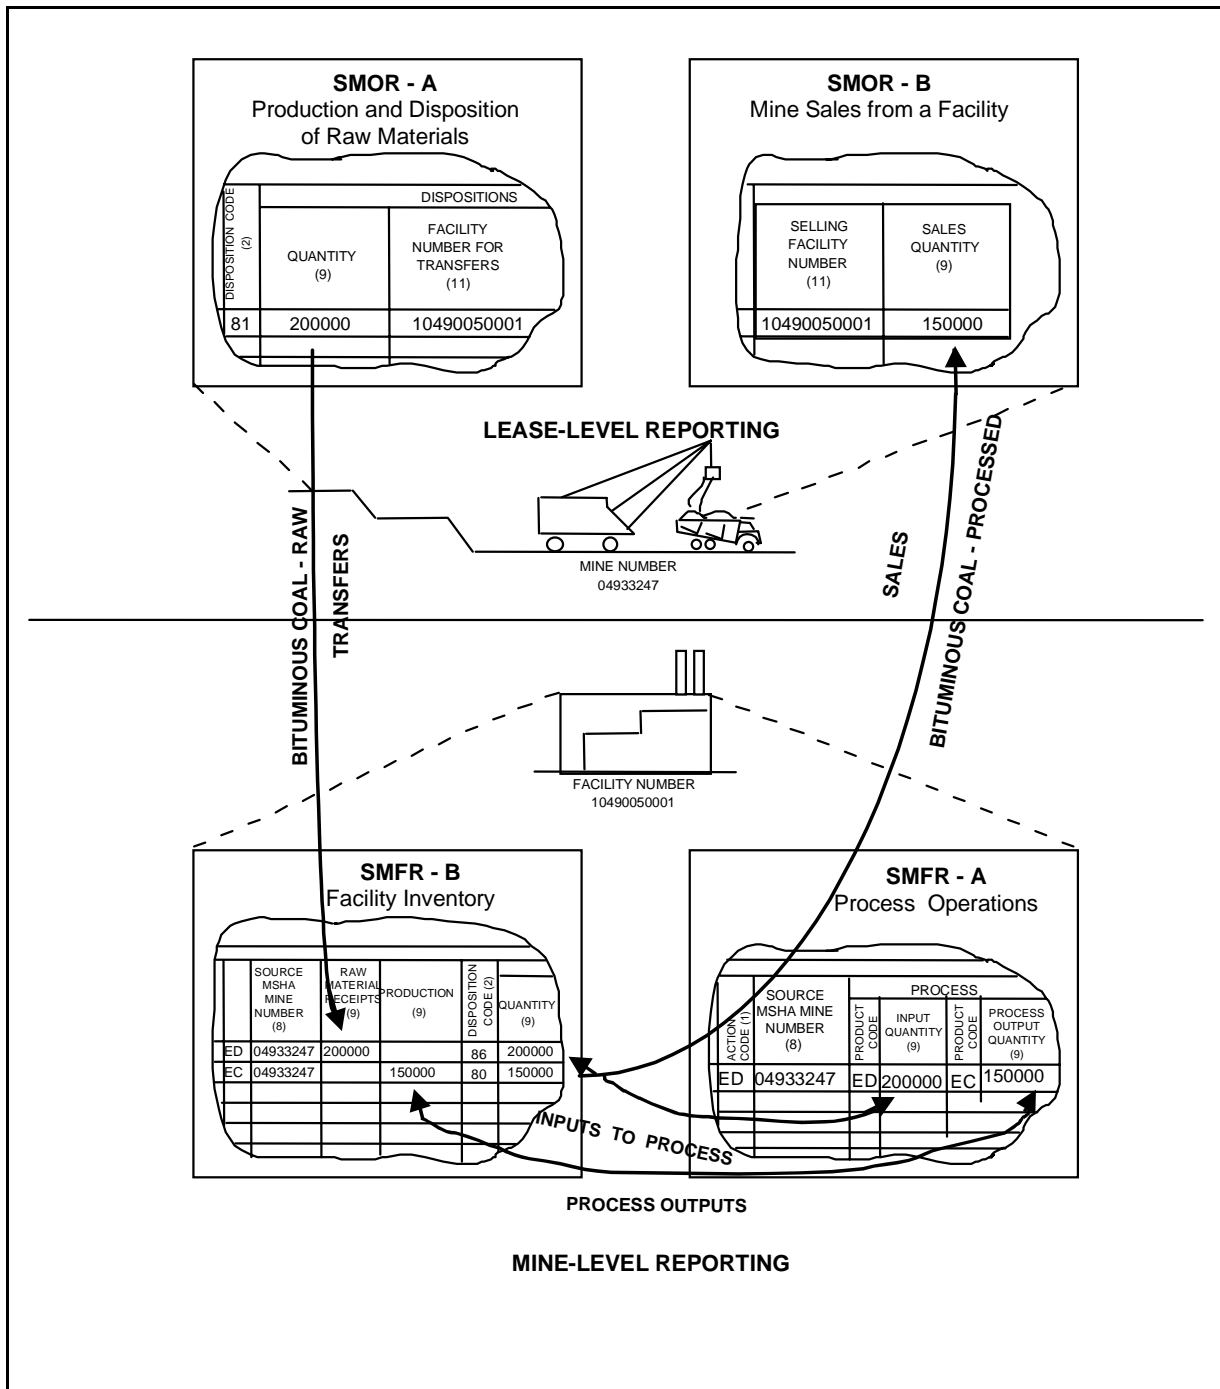 SMOR - A
Production and Disposition
of Raw Materials
DISPOSITION CODE
(2)
DISPOSITIONS
QUANTITY
(9)
FACILITY
NUMBER FOR
TRANSFERS
(11)
81 200000 10490050001
SMOR - B
Mine Sales from a Facility
SELLING
FACILITY
NUMBER
(11)
SALES
QUANTITY
(9)
10490050001 150000
LEASE-LEVEL REPORTING
MINE NUMBER
04933247
BITUMINOUS COAL - RAW
TRANSFERS
SALES
BITUMINOUS COAL - PROCESSED
FACILITY NUMBER
10490050001
SMFR - B
Facility Inventory
SOURCE
MSHA
MINE
NUMBER
(8)
RAW
MATERIAL
RECEIPTS
(9)
PRODUCTION
(9)
DISPOSITION
CODE (2)
QUANTITY
(9)
ED 04933247 200000 86 200000
EC 04933247 150000 80 150000
SMFR - A
Process Operations
ACTION
CODE (1)
SOURCE
MSHA MINE
NUMBER
(8)
PROCESS
PRODUCT
CODE
INPUT
QUANTITY
(9)
PRODUCT
CODE
PROCESS
OUTPUT
QUANTITY
(9)
ED 04933247 ED 200000 EC 150000
INPUTS TO PROCESS
PROCESS OUTPUTS
MINE-LEVEL REPORTING